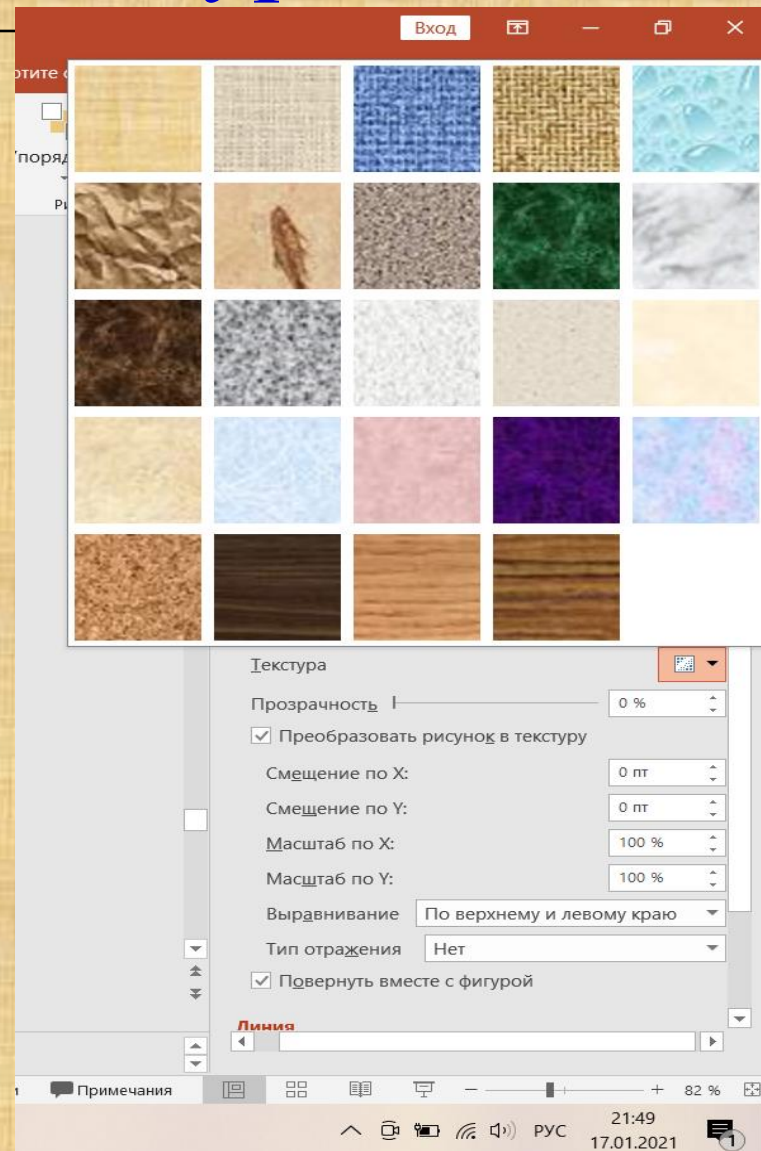 Вход
Текстура
Прозрачность 0 %
Преобразовать рисунок в текстуру
Смещение по X: 0 пт
Смещение по Y: 0 пт
Масштаб по X: 100 %
Масштаб по Y: 100 %
Выравнивание По верхнему и левому краю
Тип отражения Нет
Повернуть вместе с фигурой
Линия
Примечания 82 %
РУС 21:49
17.01.2021 1